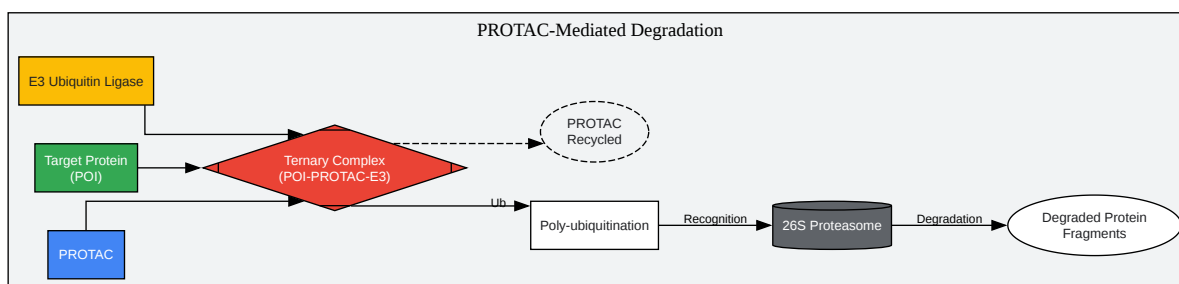 PROTAC-Mediated Degradation
E3 Ubiquitin Ligase
PROTAC
Recycled
Target Protein
(POI)
Ternary Complex
(POI-PROTAC-E3)
Ub
Poly-ubiquitination
Recognition
26S Proteasome
Degradation
Degraded Protein
Fragments
PROTAC